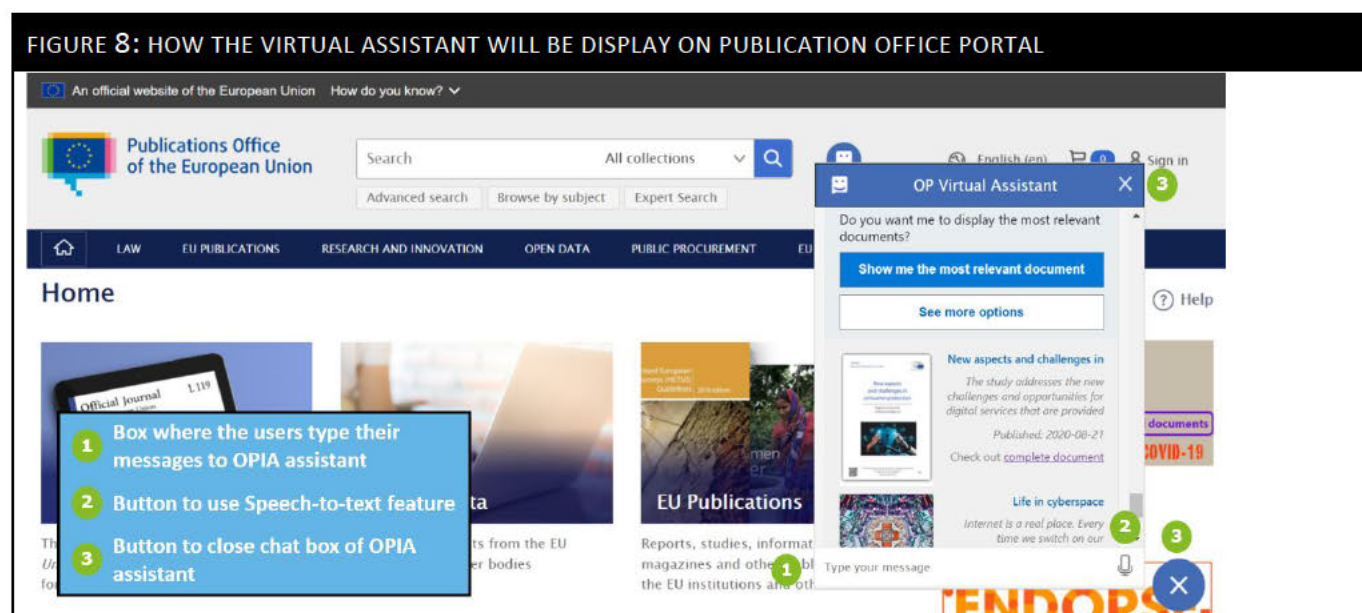 FIGURE 8: HOW THE VIRTUAL ASSISTANT WILL BE DISPLAY ON PUBLICATION OFFICE PORTAL
An official website of the European Union How do you know?
Publications Office
of the European Union
Search All collections
English (en) 0 Sign in
Advanced search Browse by subject Expert Search
LAW EU PUBLICATIONS RESEARCH AND INNOVATION OPEN DATA PUBLIC PROCUREMENT EU
Home
Help
OP Virtual Assistant
3
Do you want me to display the most relevant
documents?
Show me the most relevant document
See more options
New aspects and challenges in
The study addresses the new
challenges and opportunities for
digital services that are provided
Published: 2020-08-21
Check out complete document
Life in cyberspace
Internet is a real place. Every
time we switch on our
2
3
1
Type your message
Official Journal L 119
1 Box where the users type their
messages to OPIA assistant
2 Button to use Speech-to-text feature
3 Button to close chat box of OPIA
assistant
ta
ts from the EU
er bodies
EU Publications
Reports, studies, informat
magazines and othe
the EU institutions
documents
COVID-19
ENDORSE